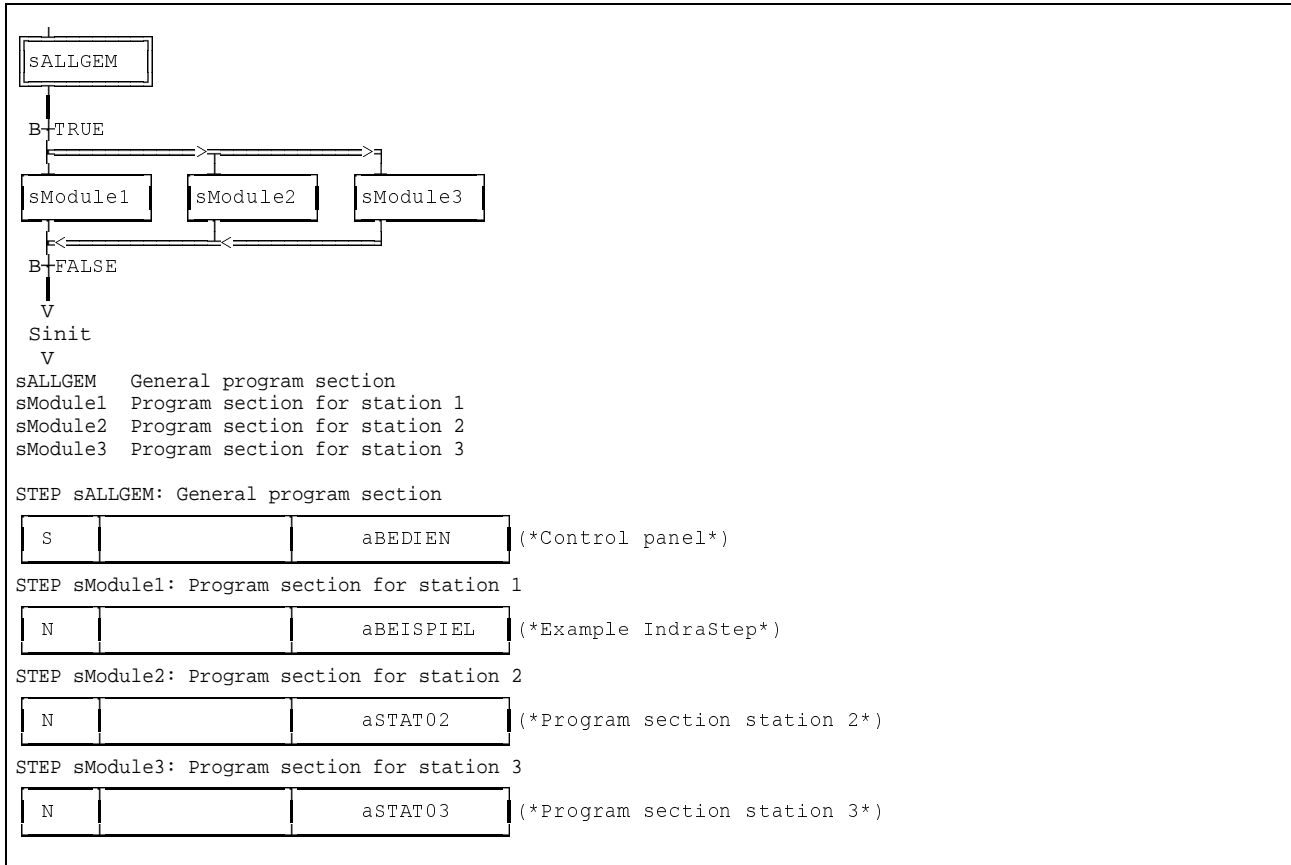 sALLGEM
B TRUE
> >
sModule1 sModule2 sModule3
< <
B FALSE
V
Sinit
V
sALLGEM General program section
sModule1 Program section for station 1
sModule2 Program section for station 2
sModule3 Program section for station 3
STEP sALLGEM: General program section
S aBEDIEN (*Control panel*)
STEP sModule1: Program section for station 1
N aBEISPIEL (*Example IndraStep*)
STEP sModule2: Program section for station 2
N aSTAT02 (*Program section station 2*)
STEP sModule3: Program section for station 3
N aSTAT03 (*Program section station 3*)